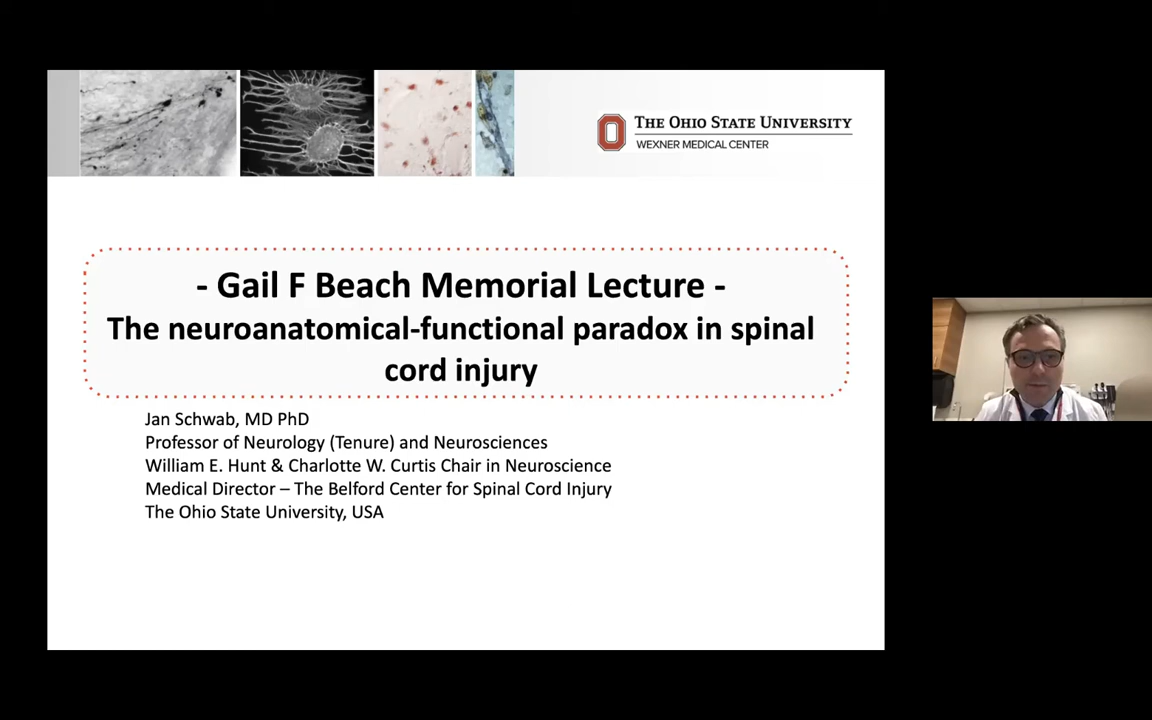 THE OHIO STATE UNIVERSITY
WEXNER MEDICAL CENTER
- Gail F Beach Memorial Lecture -
The neuroanatomical-functional paradox in spinal
cord injury
Jan Schwab, MD PhD
Professor of Neurology (Tenure) and Neurosciences
William E. Hunt & Charlotte W. Curtis Chair in Neuroscience
Medical Director – The Belford Center for Spinal Cord Injury
The Ohio State University, USA